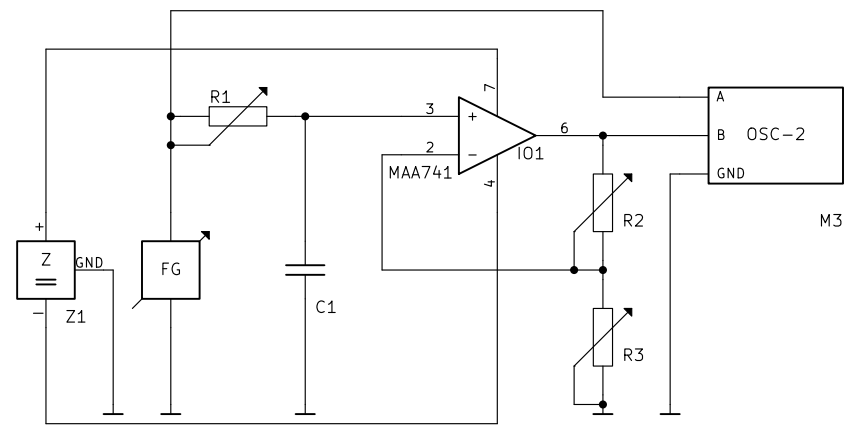 R1
7
A
3
+
6
B
OSC-2
2
−
IO1
MAA741
4
GND
R2
M3
+
Z
GND
FG
C1
−
Z1
R3